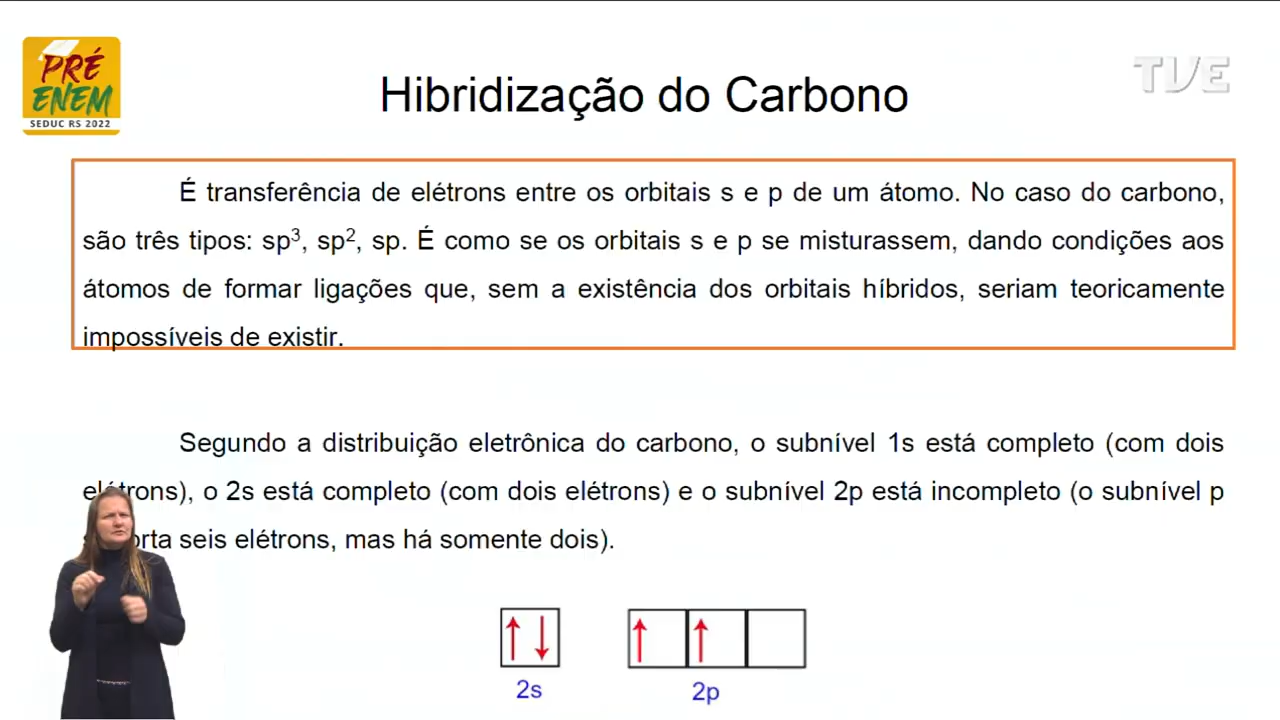 PRÉ
ENEM
SEDUC RS 2022
TVE
Hibridização do Carbono
É transferência de elétrons entre os orbitais s e p de um átomo. No caso do carbono,
são três tipos: sp³, sp², sp. É como se os orbitais s e p se misturassem, dando condições aos
átomos de formar ligações que, sem a existência dos orbitais híbridos, seriam teoricamente
impossíveis de existir.
Segundo a distribuição eletrônica do carbono, o subnível 1s está completo (com dois
elétrons), o 2s está completo (com dois elétrons) e o subnível 2p está incompleto (o subnível p
seis elétrons, mas há somente dois).
2s
2p